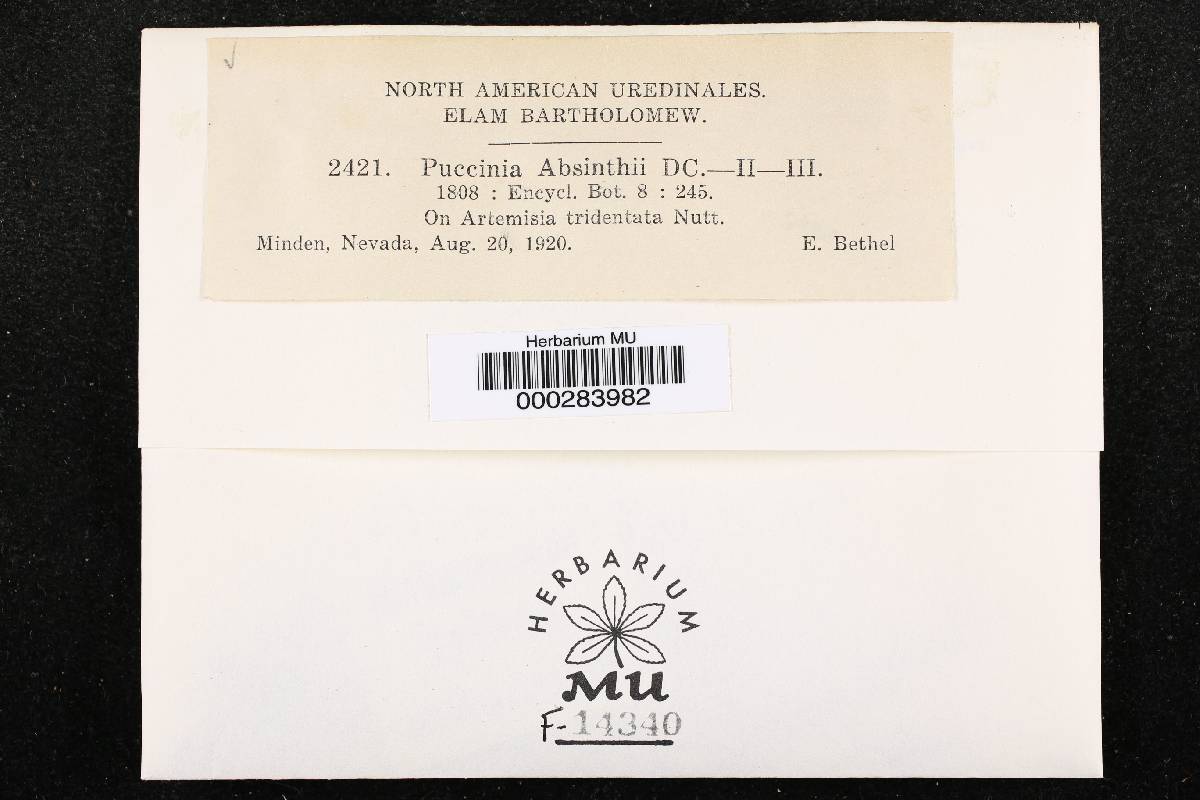 NORTH AMERICAN UREDINALES.
ELAM BARTHOLOMEW.
2421. Puccinia Absinthii DC.—II—III.
1808 : Encycl. Bot. 8 : 245.
On Artemisia tridentata Nutt.
Minden, Nevada, Aug. 20, 1920. E. Bethel
Herbarium MU
000283982
HERBARIUM
MU
F-14340